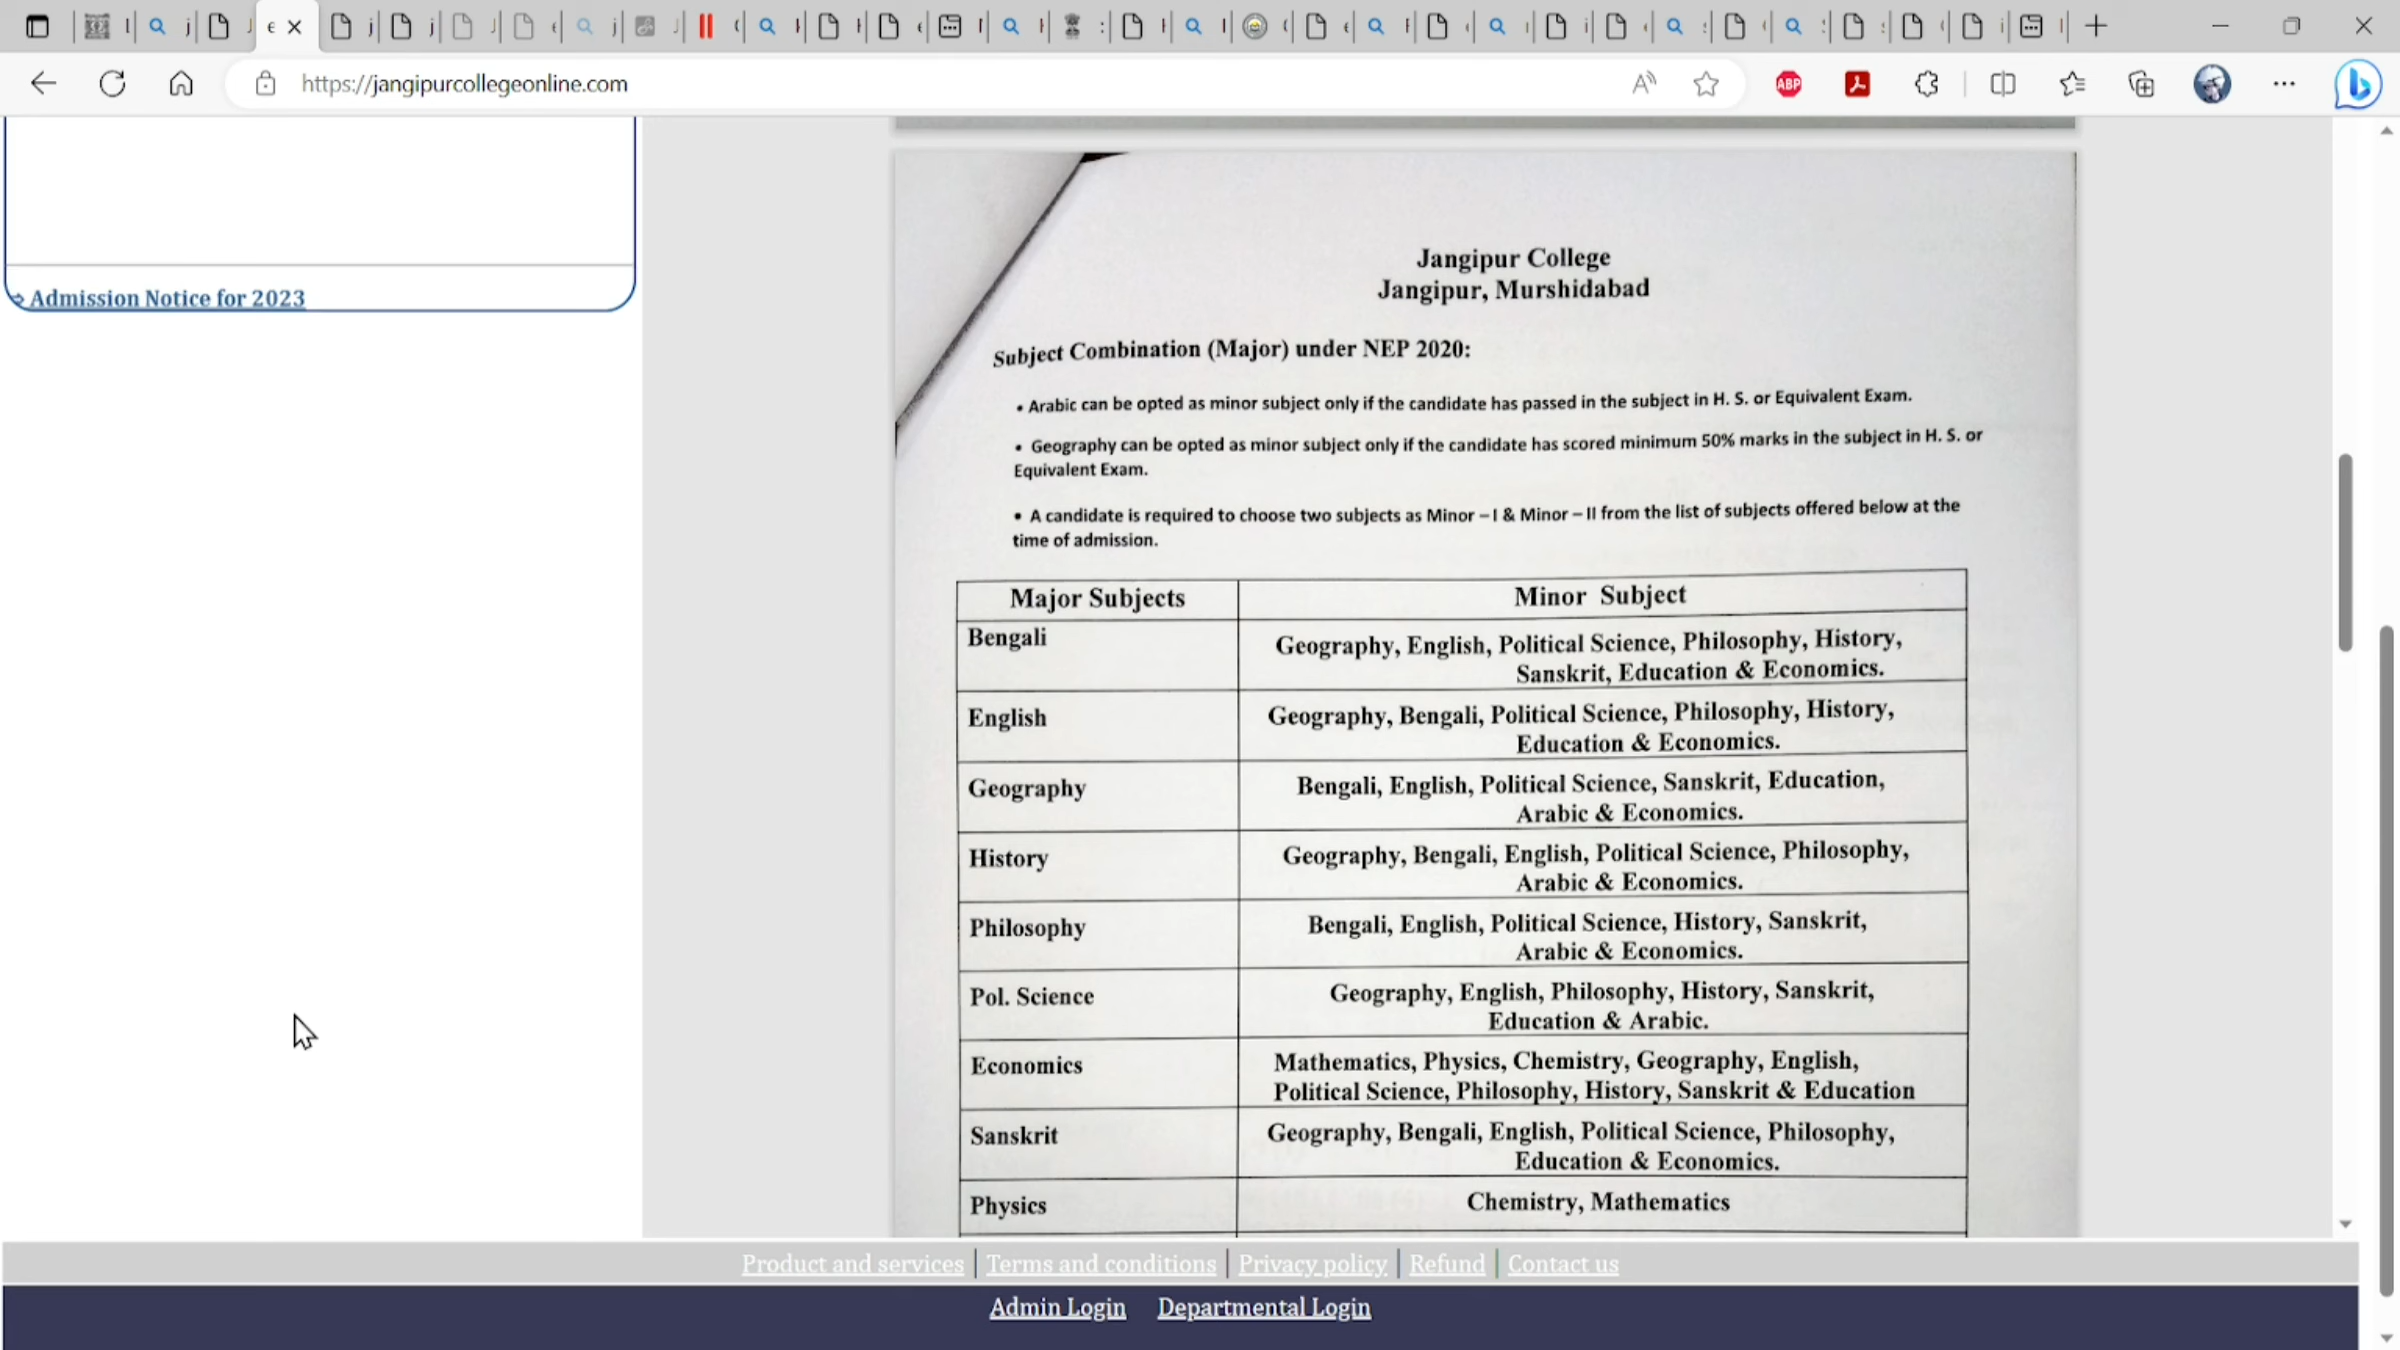 https://jangipurcollegeonline.com
ABP
Admission Notice for 2023
Jangipur College
Jangipur, Murshidabad
Subject Combination (Major) under NEP 2020:
• Arabic can be opted as minor subject only if the candidate has passed in the subject in H. S. or Equivalent Exam.
• Geography can be opted as minor subject only if the candidate has scored minimum 50% marks in the subject in H. S. or
Equivalent Exam.
• A candidate is required to choose two subjects as Minor – I & Minor – II from the list of subjects offered below at the
time of admission.
Major Subjects Minor Subject
Bengali Geography, English, Political Science, Philosophy, History,
Sanskrit, Education & Economics.
English Geography, Bengali, Political Science, Philosophy, History,
Education & Economics.
Geography Bengali, English, Political Science, Sanskrit, Education,
Arabic & Economics.
History Geography, Bengali, English, Political Science, Philosophy,
Arabic & Economics.
Philosophy Bengali, English, Political Science, History, Sanskrit,
Arabic & Economics.
Pol. Science Geography, English, Philosophy, History, Sanskrit,
Education & Arabic.
Economics Mathematics, Physics, Chemistry, Geography, English,
Political Science, Philosophy, History, Sanskrit & Education
Sanskrit Geography, Bengali, English, Political Science, Philosophy,
Education & Economics.
Physics Chemistry, Mathematics
Product and services | Terms and conditions | Privacy policy | Refund | Contact us
Admin Login Departmental Login